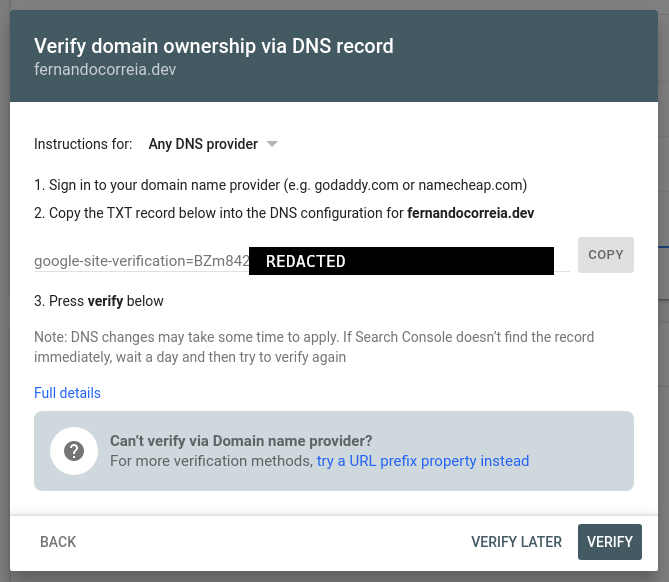 Verify domain ownership via DNS record
fernandocorreia.dev
Instructions for: Any DNS provider
1. Sign in to your domain name provider (e.g. godaddy.com or namecheap.com)
2. Copy the TXT record below into the DNS configuration for fernandocorreia.dev
google-site-verification=BZm842 REDACTED COPY
3. Press verify below
Note: DNS changes may take some time to apply. If Search Console doesn’t find the record
immediately, wait a day and then try to verify again
Full details
?
Can’t verify via Domain name provider?
For more verification methods, try a URL prefix property instead
BACK VERIFY LATER VERIFY